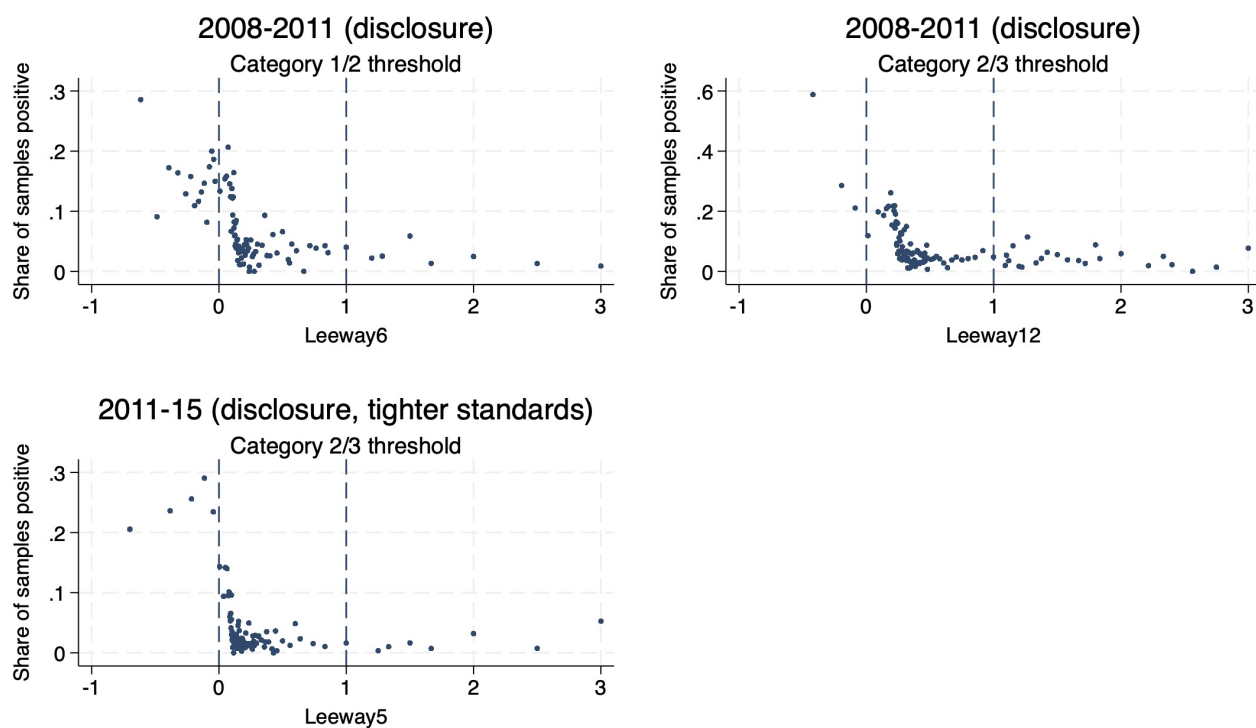 2008-2011 (disclosure)
Category 1/2 threshold
Share of samples positive
.3
.2
.1
0
-1 0 1 2 3
Leeway6
2008-2011 (disclosure)
Category 2/3 threshold
Share of samples positive
.6
.4
.2
0
-1 0 1 2 3
Leeway12
2011-15 (disclosure, tighter standards)
Category 2/3 threshold
Share of samples positive
.3
.2
.1
0
-1 0 1 2 3
Leeway5